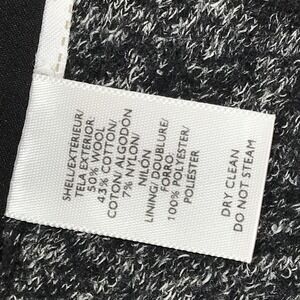 SHELL/EXTERIEUR/
TELA EXTERIOR:
50% WOOL
43% COTTON/
COTON/ ALGODON
7% NYLON/
NILON
LINING/DOUBLURE/
FORRO:
100% POLYESTER/
POLIESTER
DRY CLEAN
DO NOT STEAM